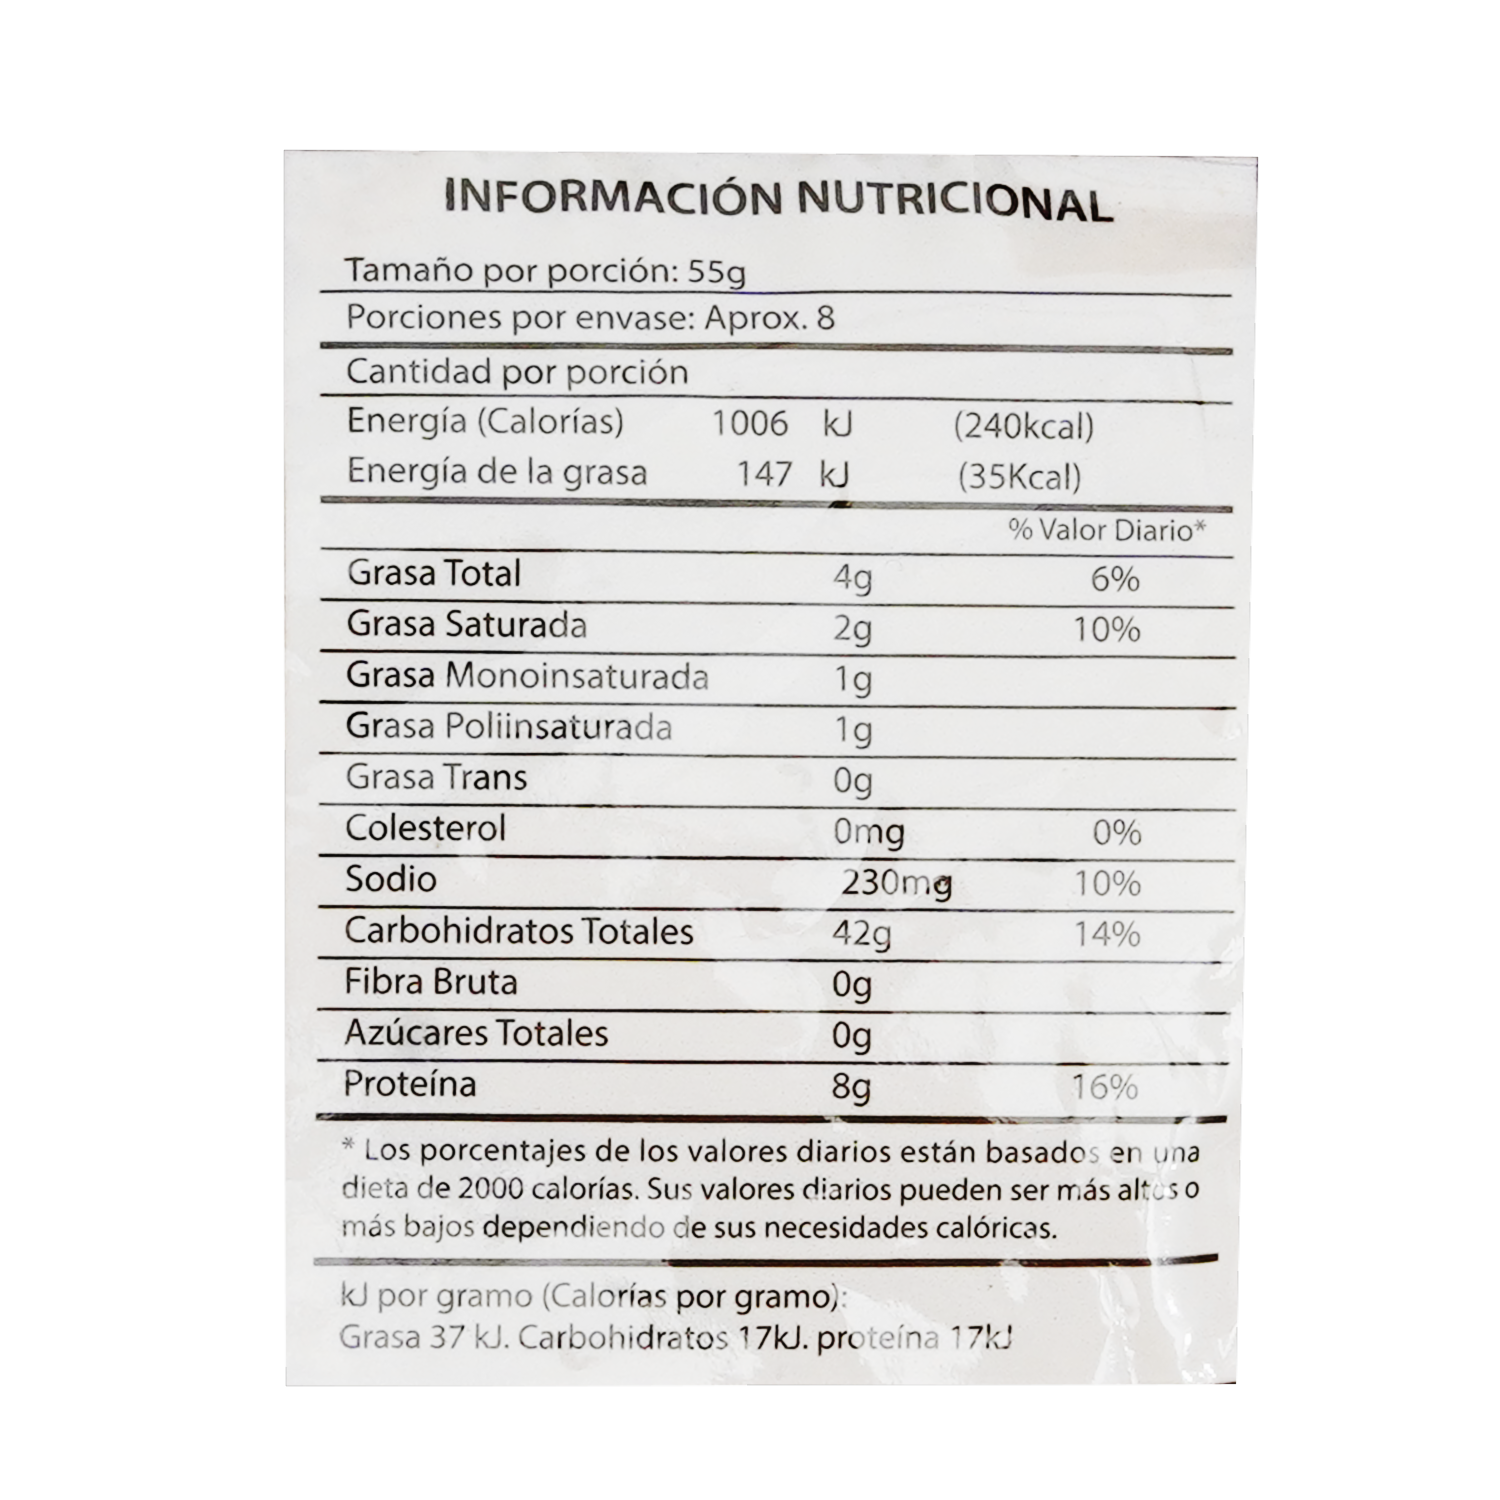 INFORMACIÓN NUTRICIONAL
Tamaño por porción: 55g
Porciones por envase: Aprox. 8
Cantidad por porción
Energía (Calorías) 1006 kJ (240kcal)
Energía de la grasa 147 kJ (35Kcal)
% Valor Diario*
Grasa Total 4g 6%
Grasa Saturada 2g 10%
Grasa Monoinsaturada 1g
Grasa Poliinsaturada 1g
Grasa Trans 0g
Colesterol 0mg 0%
Sodio 230mg 10%
Carbohidratos Totales 42g 14%
Fibra Bruta 0g
Azúcares Totales 0g
Proteína 8g 16%
* Los porcentajes de los valores diarios están basados en una
dieta de 2000 calorías. Sus valores diarios pueden ser más altos o
más bajos dependiendo de sus necesidades calóricas.
kJ por gramo (Calorías por gramo):
Grasa 37 kJ. Carbohidratos 17kJ. proteína 17kJ